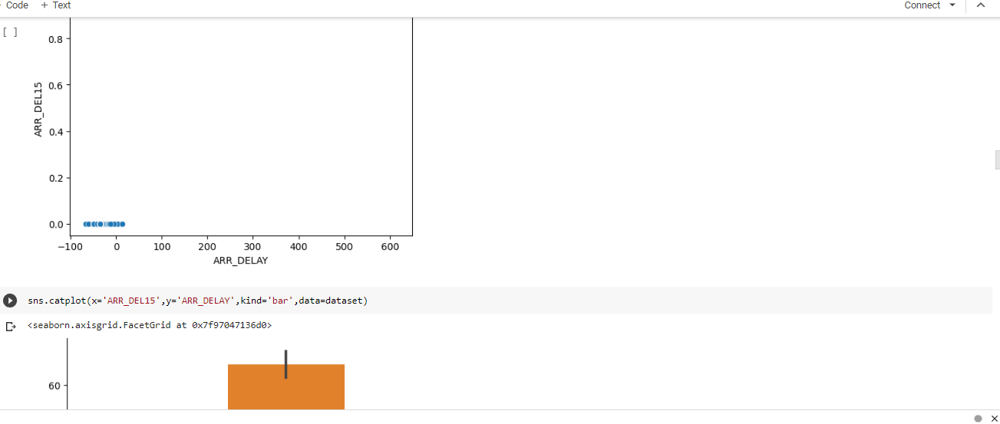 Code + Text Connect
[ ]
0.8
0.6
ARR_DEL15
0.4
0.2
0.0
−100 0 100 200 300 400 500 600
ARR_DELAY
sns.catplot(x='ARR_DEL15',y='ARR_DELAY',kind='bar',data=dataset)
<seaborn.axisgrid.FacetGrid at 0x7f97047136d0>
60